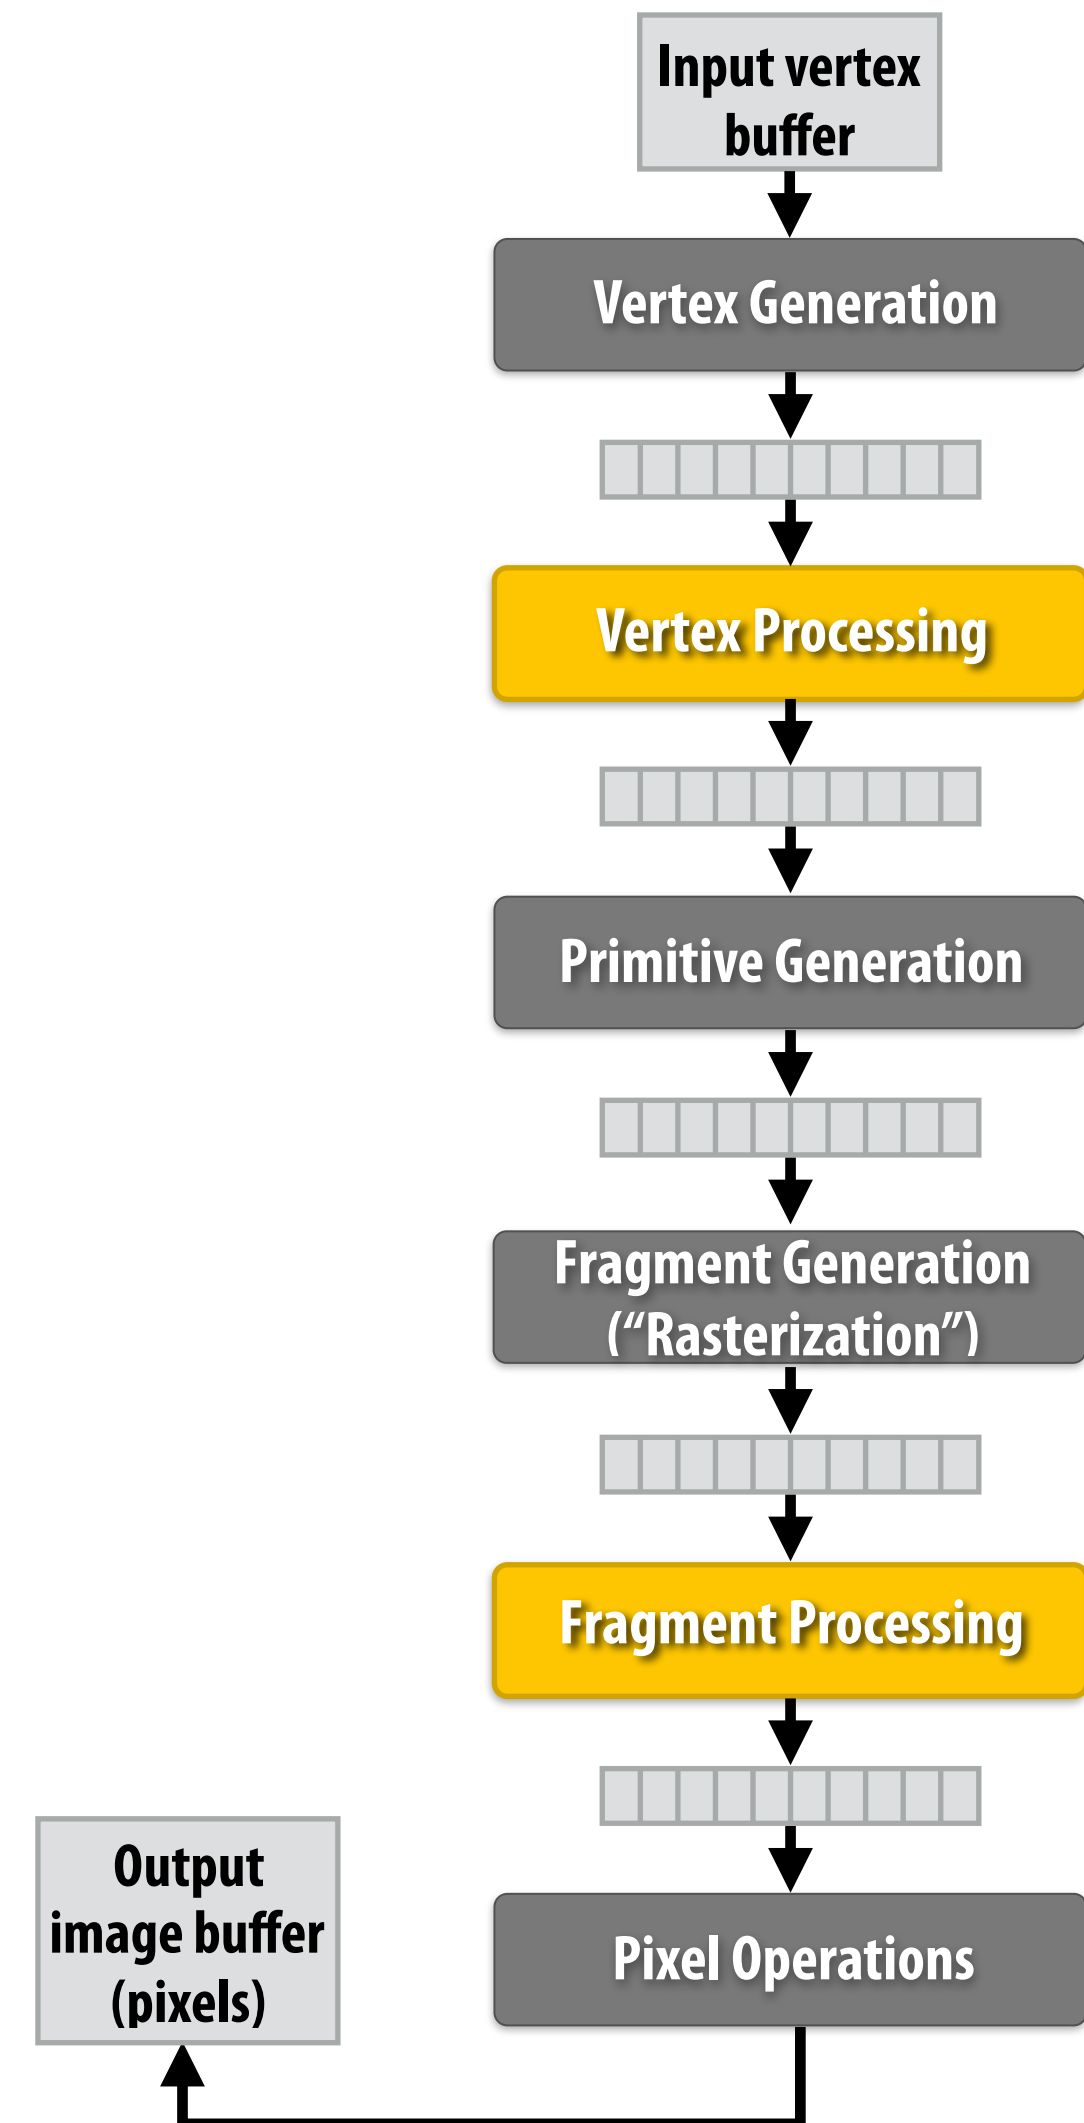 Input vertex
buffer
Vertex Generation
Vertex Processing
Primitive Generation
Fragment Generation
(“Rasterization”)
Fragment Processing
Pixel Operations
Output
image buffer
(pixels)